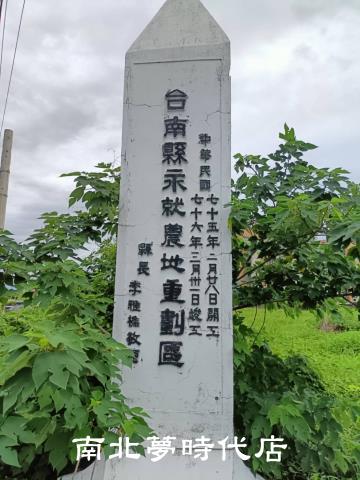 中華民國
七十五年二月廿八日開工
七十六年三月卅一日竣工
台南縣示就農地重劃區
縣長 李雅樵敬題
南北夢時代店